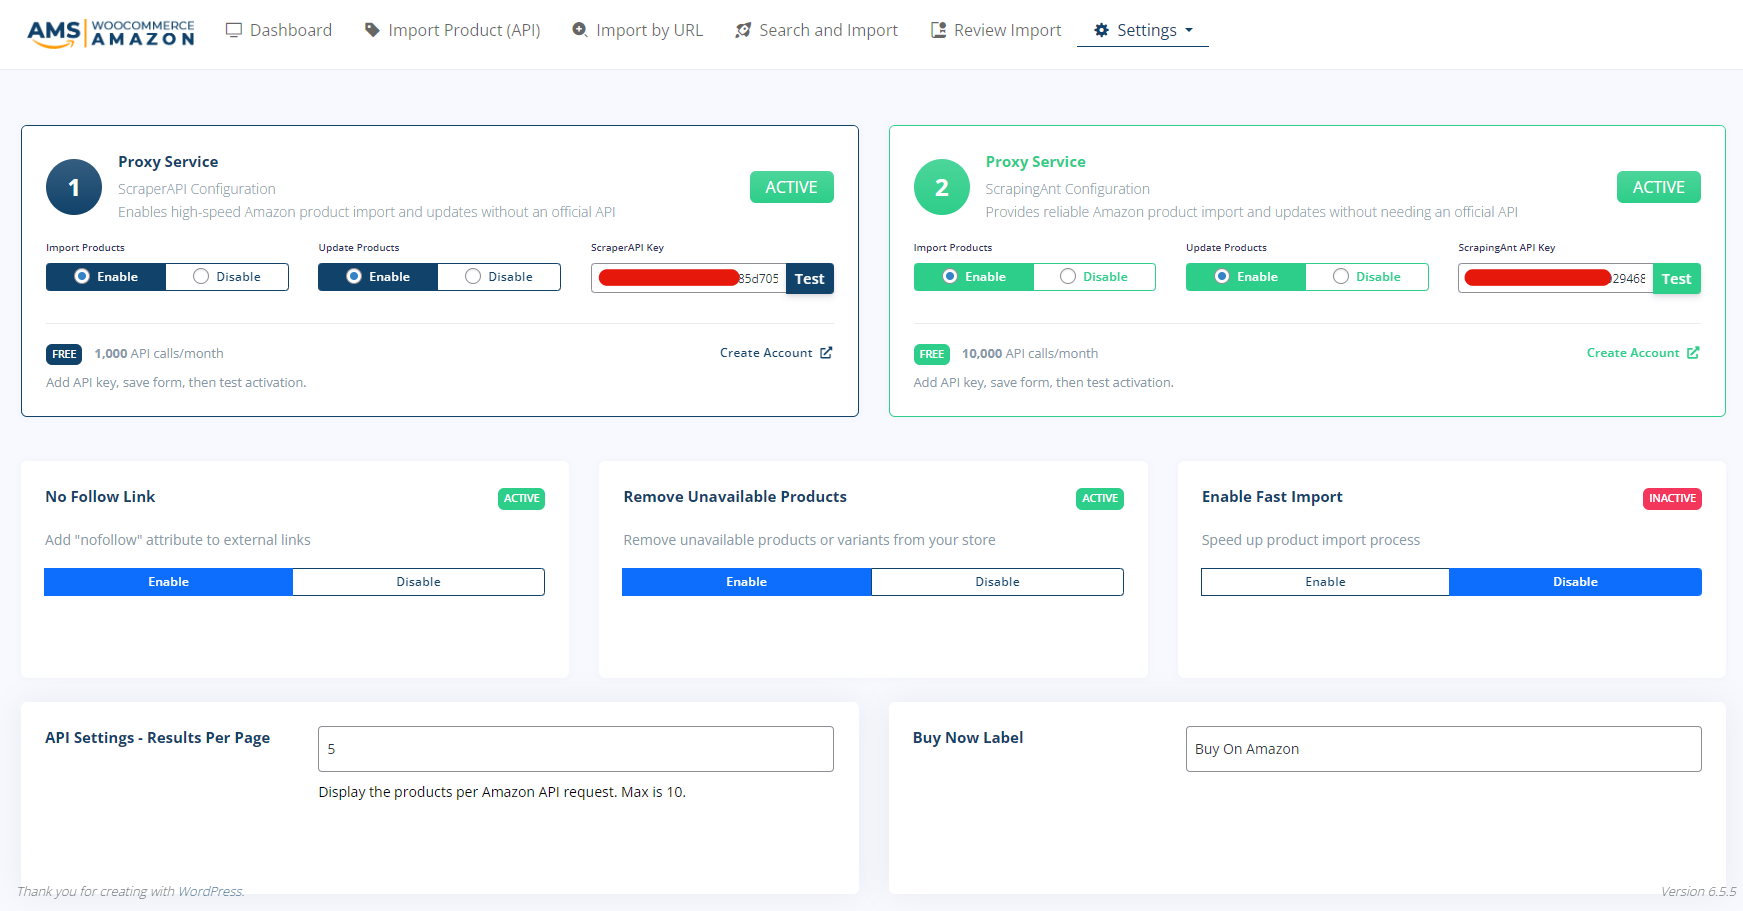 AMS WOOCOMMERCE AMAZON
Dashboard
Import Product (API)
Import by URL
Search and Import
Review Import
Settings
1
Proxy Service
ScraperAPI Configuration
Enables high-speed Amazon product import and updates without an official API
ACTIVE
Import Products
Update Products
ScraperAPI Key
Enable
Disable
Enable
Disable
85d705
Test
FREE 1,000 API calls/month
Create Account
Add API key, save form, then test activation.
2
Proxy Service
ScrapingAnt Configuration
Provides reliable Amazon product import and updates without needing an official API
ACTIVE
Import Products
Update Products
ScrapingAnt API Key
Enable
Disable
Enable
Disable
29468
Test
FREE 10,000 API calls/month
Create Account
Add API key, save form, then test activation.
No Follow Link
ACTIVE
Add "nofollow" attribute to external links
Enable
Disable
Remove Unavailable Products
ACTIVE
Remove unavailable products or variants from your store
Enable
Disable
Enable Fast Import
INACTIVE
Speed up product import process
Enable
Disable
API Settings - Results Per Page
5
Display the products per Amazon API request. Max is 10.
Buy Now Label
Buy On Amazon
Thank you for creating with WordPress.
Version 6.5.5